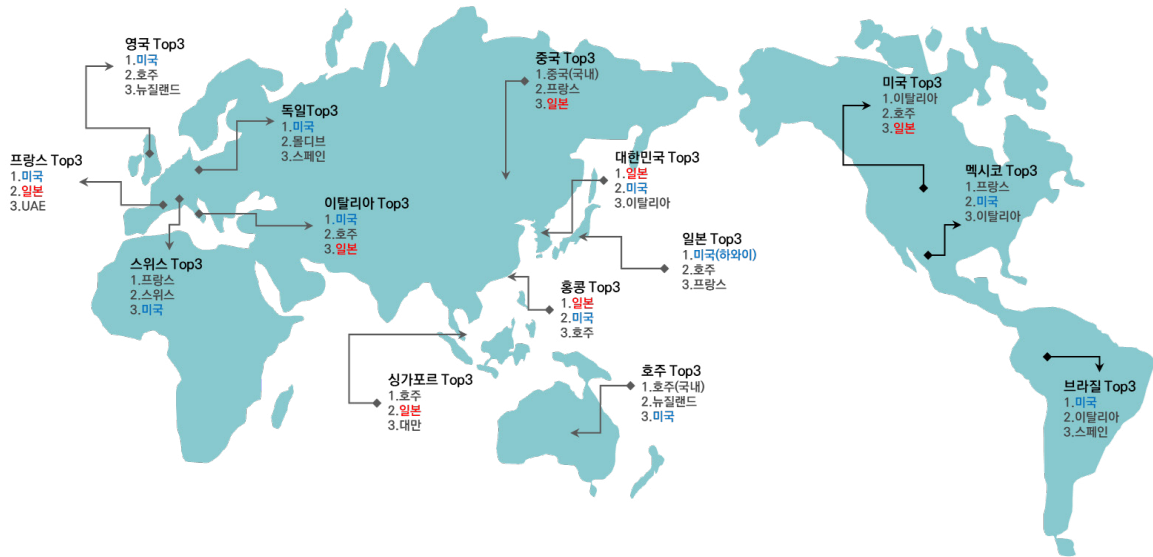 영국 Top3
1.미국
2.호주
3.뉴질랜드
독일Top3
1.미국
2.몰디브
3.스페인
프랑스 Top3
1.미국
2.일본
3.UAE
이탈리아 Top3
1.미국
2.호주
3.일본
스위스 Top3
1.프랑스
2.스위스
3.미국
중국 Top3
1.중국(국내)
2.프랑스
3.일본
대한민국 Top3
1.일본
2.미국
3.이탈리아
일본 Top3
1.미국(하와이)
2.호주
3.프랑스
홍콩 Top3
1.일본
2.미국
3.호주
싱가포르 Top3
1.호주
2.일본
3.대만
호주 Top3
1.호주(국내)
2.뉴질랜드
3.미국
미국 Top3
1.이탈리아
2.호주
3.일본
멕시코 Top3
1.프랑스
2.미국
3.이탈리아
브라질 Top3
1.미국
2.이탈리아
3.스페인